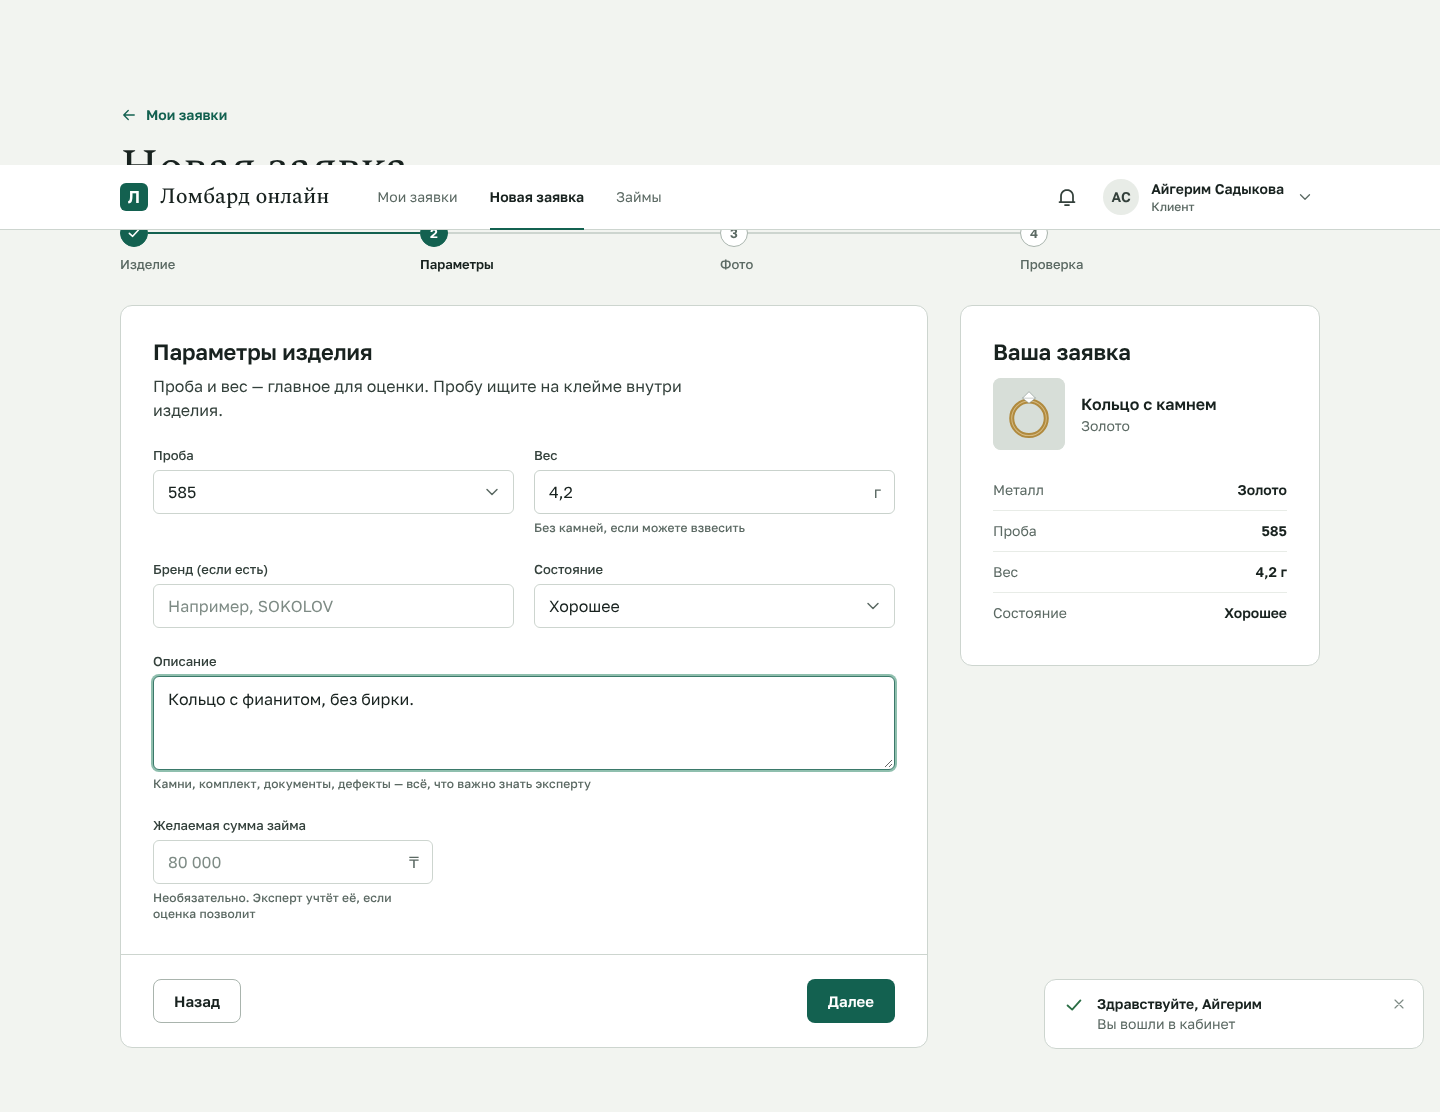 Мои заявки
Новая заявка
Л Ломбард онлайн
Мои заявки
Новая заявка
Займы
АС
Айгерим Садыкова
Клиент
2
3
4
Изделие
Параметры
Фото
Проверка
Параметры изделия
Проба и вес — главное для оценки. Пробу ищите на клейме внутри
изделия.
Проба
585
Вес
4,2 г
Без камней, если можете взвесить
Бренд (если есть)
Например, SOKOLOV
Состояние
Хорошее
Описание
Кольцо с фианитом, без бирки.
Камни, комплект, документы, дефекты — всё, что важно знать эксперту
Желаемая сумма займа
80 000 ₸
Необязательно. Эксперт учтёт её, если
оценка позволит
Назад
Далее
Ваша заявка
Кольцо с камнем
Золото
Металл Золото
Проба 585
Вес 4,2 г
Состояние Хорошее
Здравствуйте, Айгерим
Вы вошли в кабинет